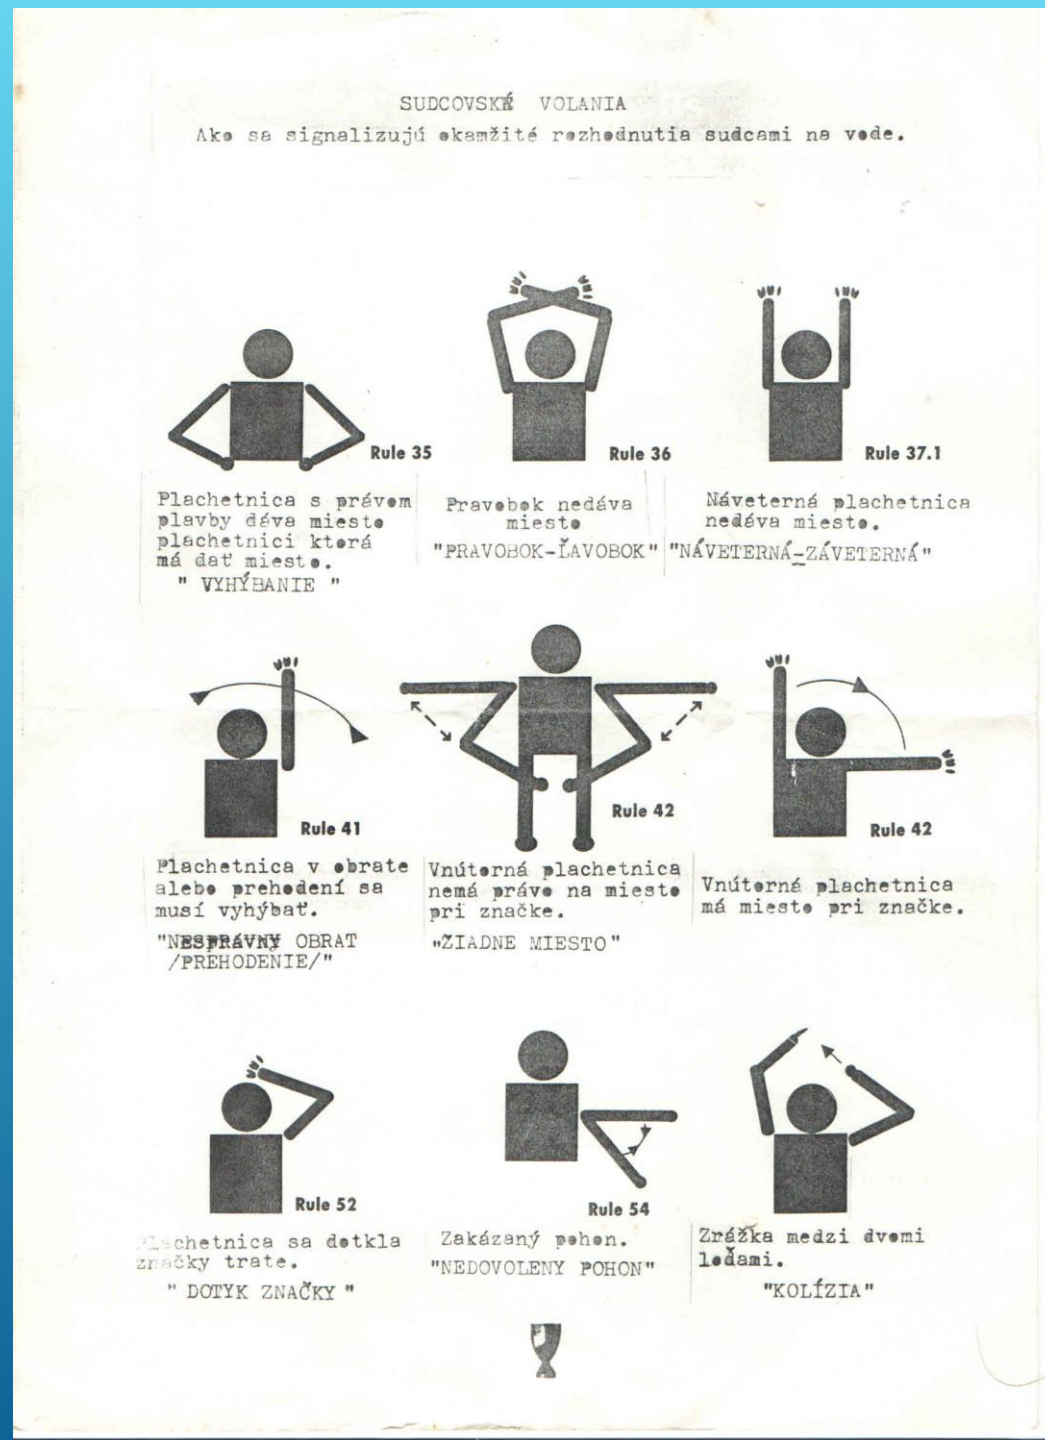 SUDCOVSKÉ VOLANIA
Ako sa signalizujú okamžité rozhodnutia sudcami na vode.
Rule 35
Rule 36
Rule 37.1
Plachetnica s právom
plavby dáva miesto
plachetnici ktorá
má dať miesto.
" VYHÝBANIE "
Pravobok nedáva
miesto
"PRAVOBOK-ĽAVOBOK"
Náveterná plachetnica
nedáva miesto.
"NÁVETERNÁ-ZÁVETERNÁ"
Rule 41
Rule 42
Rule 42
Plachetnica v obrate
alebo prehodení sa
musí vyhýbať.
"NESPRÁVNY OBRAT
/PREHODENIE/"
Vnútorná plachetnica
nemá právo na miesto
pri značke.
"ŽIADNE MIESTO"
Vnútorná plachetnica
má miesto pri značke.
Rule 52
Rule 54
Plachetnica sa dotkla
značky trate.
" DOTYK ZNAČKY "
Zakázaný pohon.
"NEDOVOLENY POHON"
Zrážka medzi dvomi
loďami.
"KOLÍZIA"